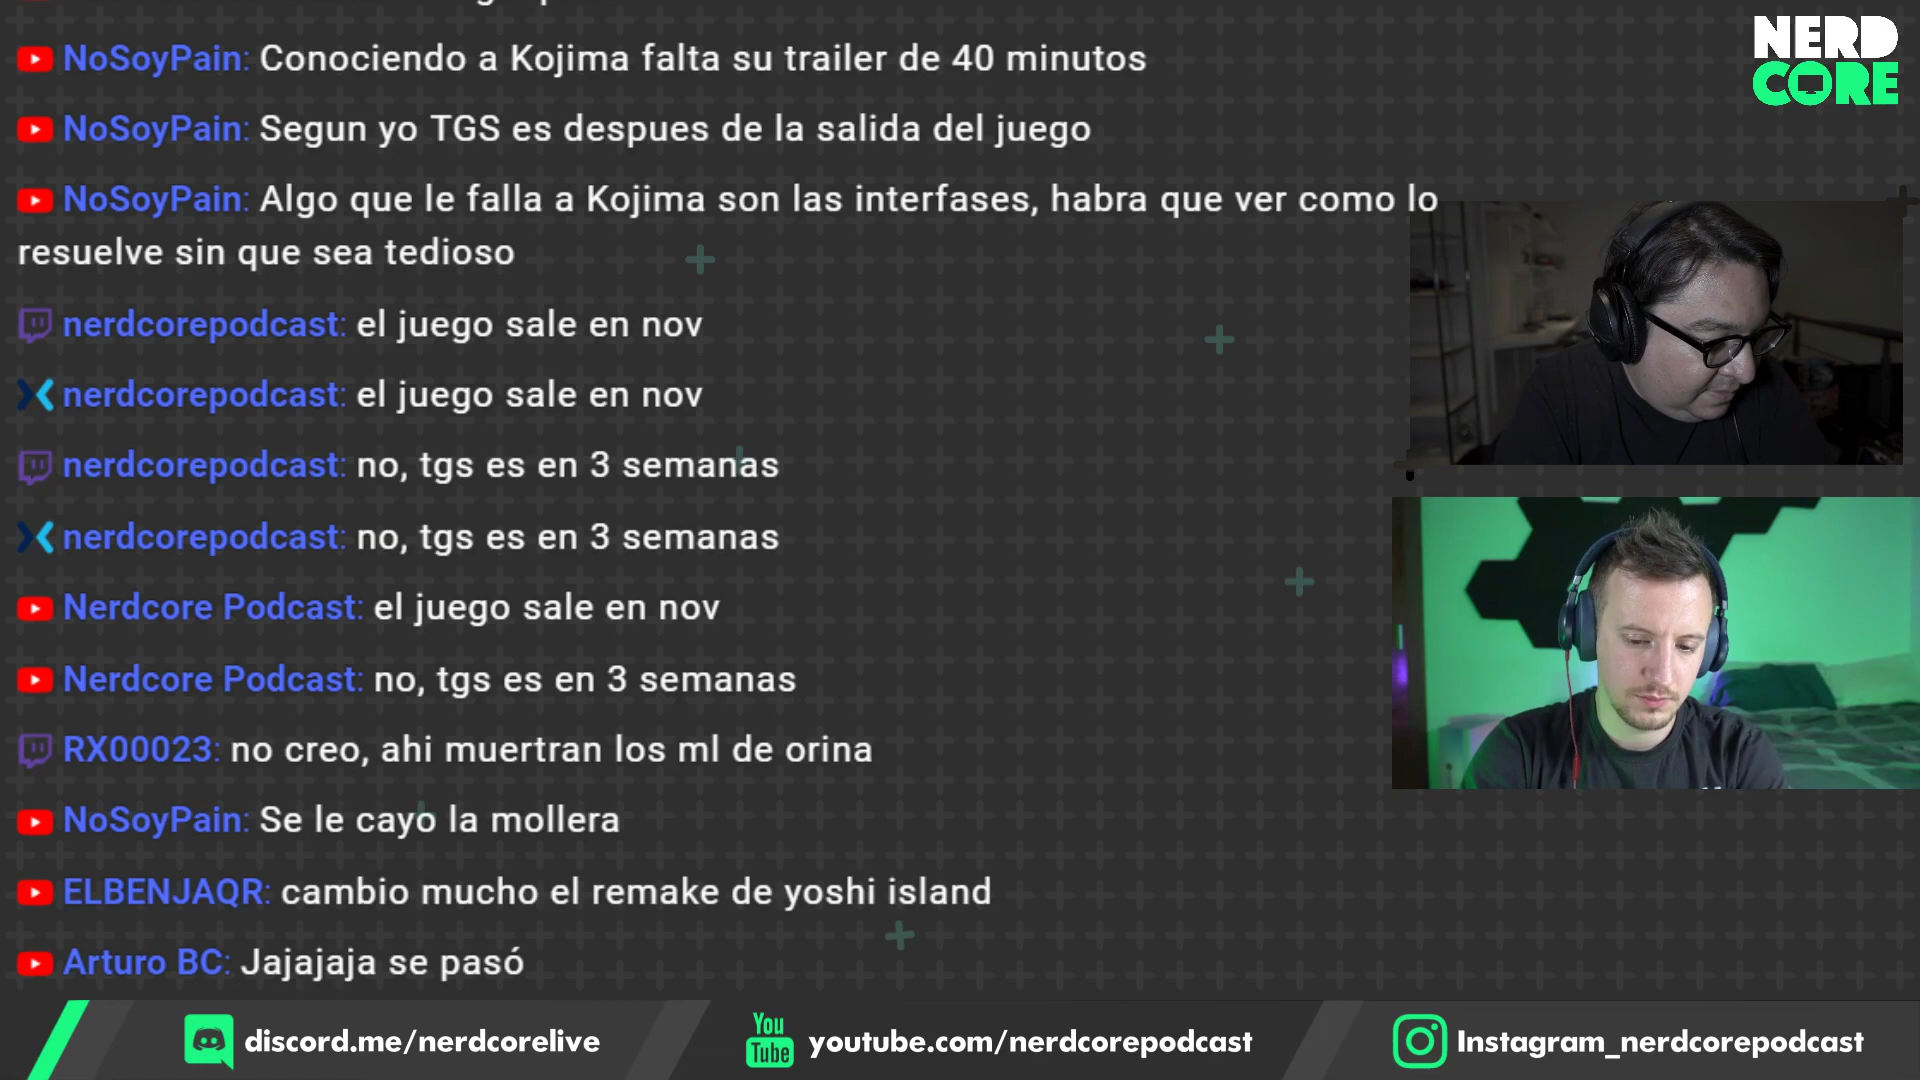 NoSoyPain: Conociendo a Kojima falta su trailer de 40 minutos
NoSoyPain: Segun yo TGS es despues de la salida del juego
NoSoyPain: Algo que le falla a Kojima son las interfases, habra que ver como lo
resuelve sin que sea tedioso
nerdcorepodcast: el juego sale en nov
nerdcorepodcast: el juego sale en nov
nerdcorepodcast: no, tgs es en 3 semanas
nerdcorepodcast: no, tgs es en 3 semanas
Nerdcore Podcast: el juego sale en nov
Nerdcore Podcast: no, tgs es en 3 semanas
RX00023: no creo, ahi muertran los ml de orina
NoSoyPain: Se le cayo la mollera
ELBENJAQR: cambio mucho el remake de yoshi island
Arturo BC: Jajajaja se pasó
NERD
CORE
discord.me/nerdcorelive
You
Tube
youtube.com/nerdcorepodcast
Instagram_nerdcorepodcast